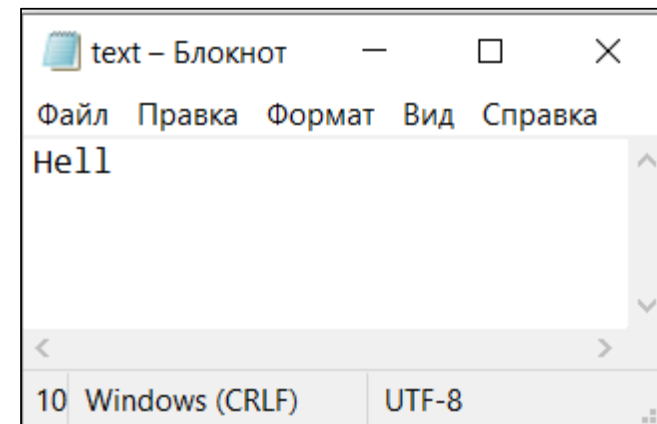 text – Блокнот
Файл Правка Формат Вид Справка
Hell
10 Windows (CRLF) UTF-8